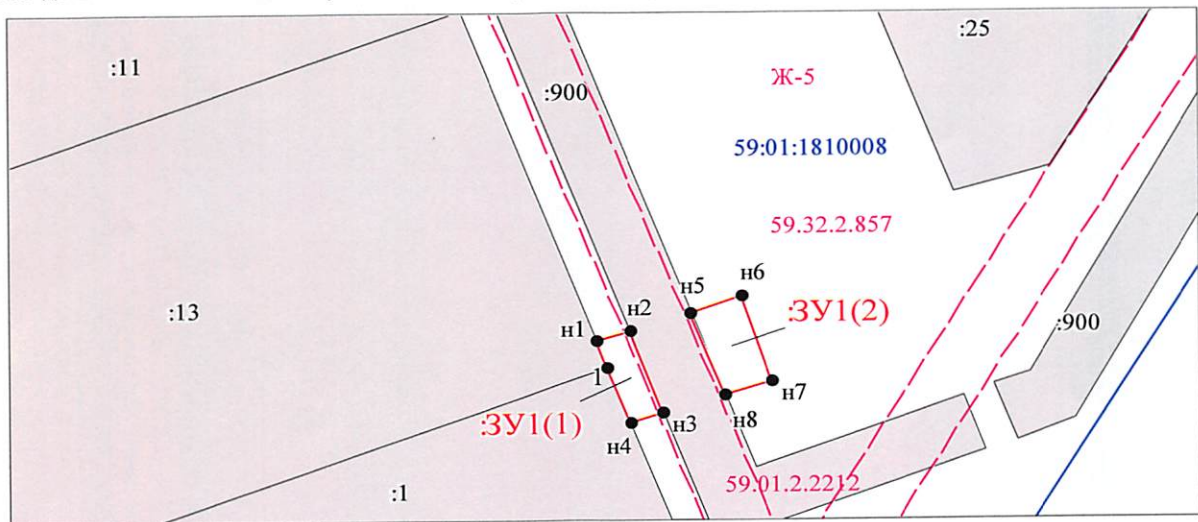 :11
:25
Ж-5
:900
59:01:1810008
59.32.2.857
н6
н5
н2
:13
:ЗУ1(2)
:900
н1
1
н7
н8
н3
:ЗУ1(1)
н4
59.01.2.2212
:1